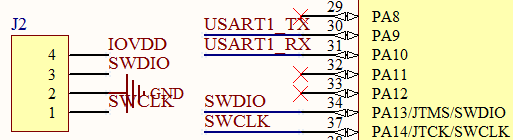 J2
4 IOVDD
3 SWDIO
2 GND
1 SWCLK
29 PA8
USART1_TX 30 PA9
USART1_RX 31 PA10
32 PA11
33 PA12
SWDIO 34 PA13/JTMS/SWDIO
SWCLK 37 PA14/JTCK/SWCLK